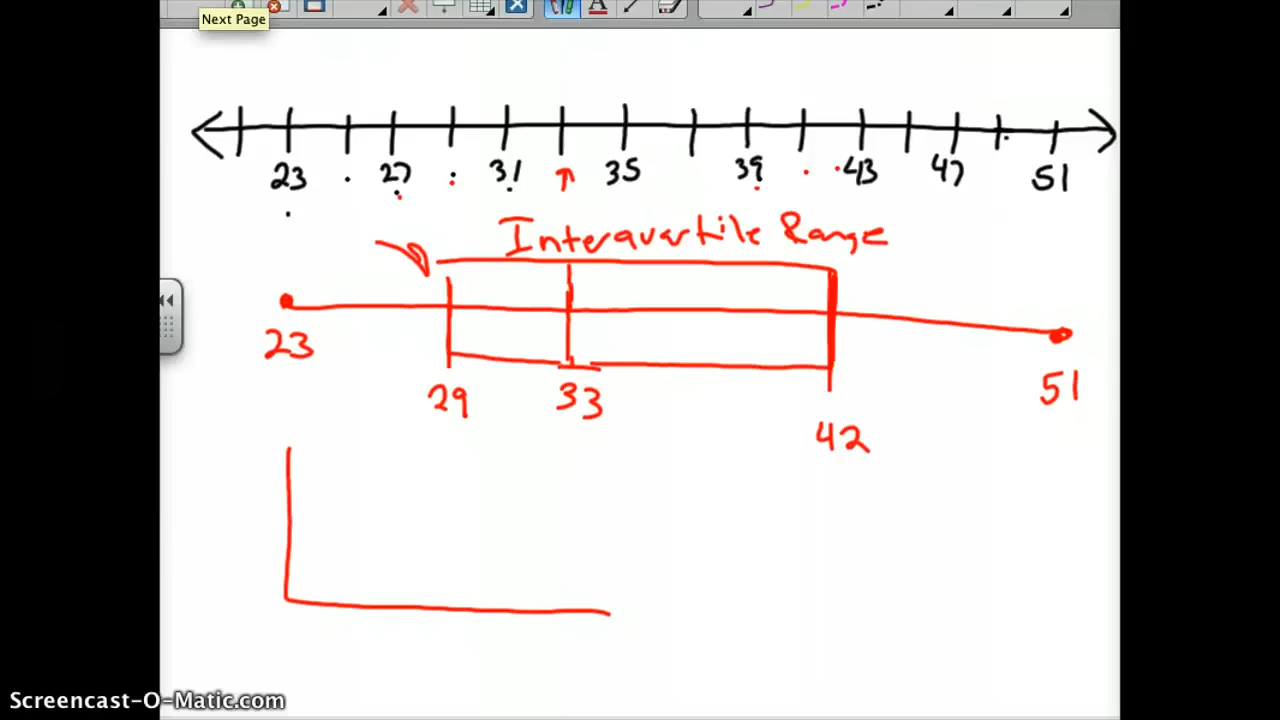 Next Page
23 27 31 35 39 43 47 51
Interquartile Range
23
29 33 42 51
Screencast-O-Matic.com